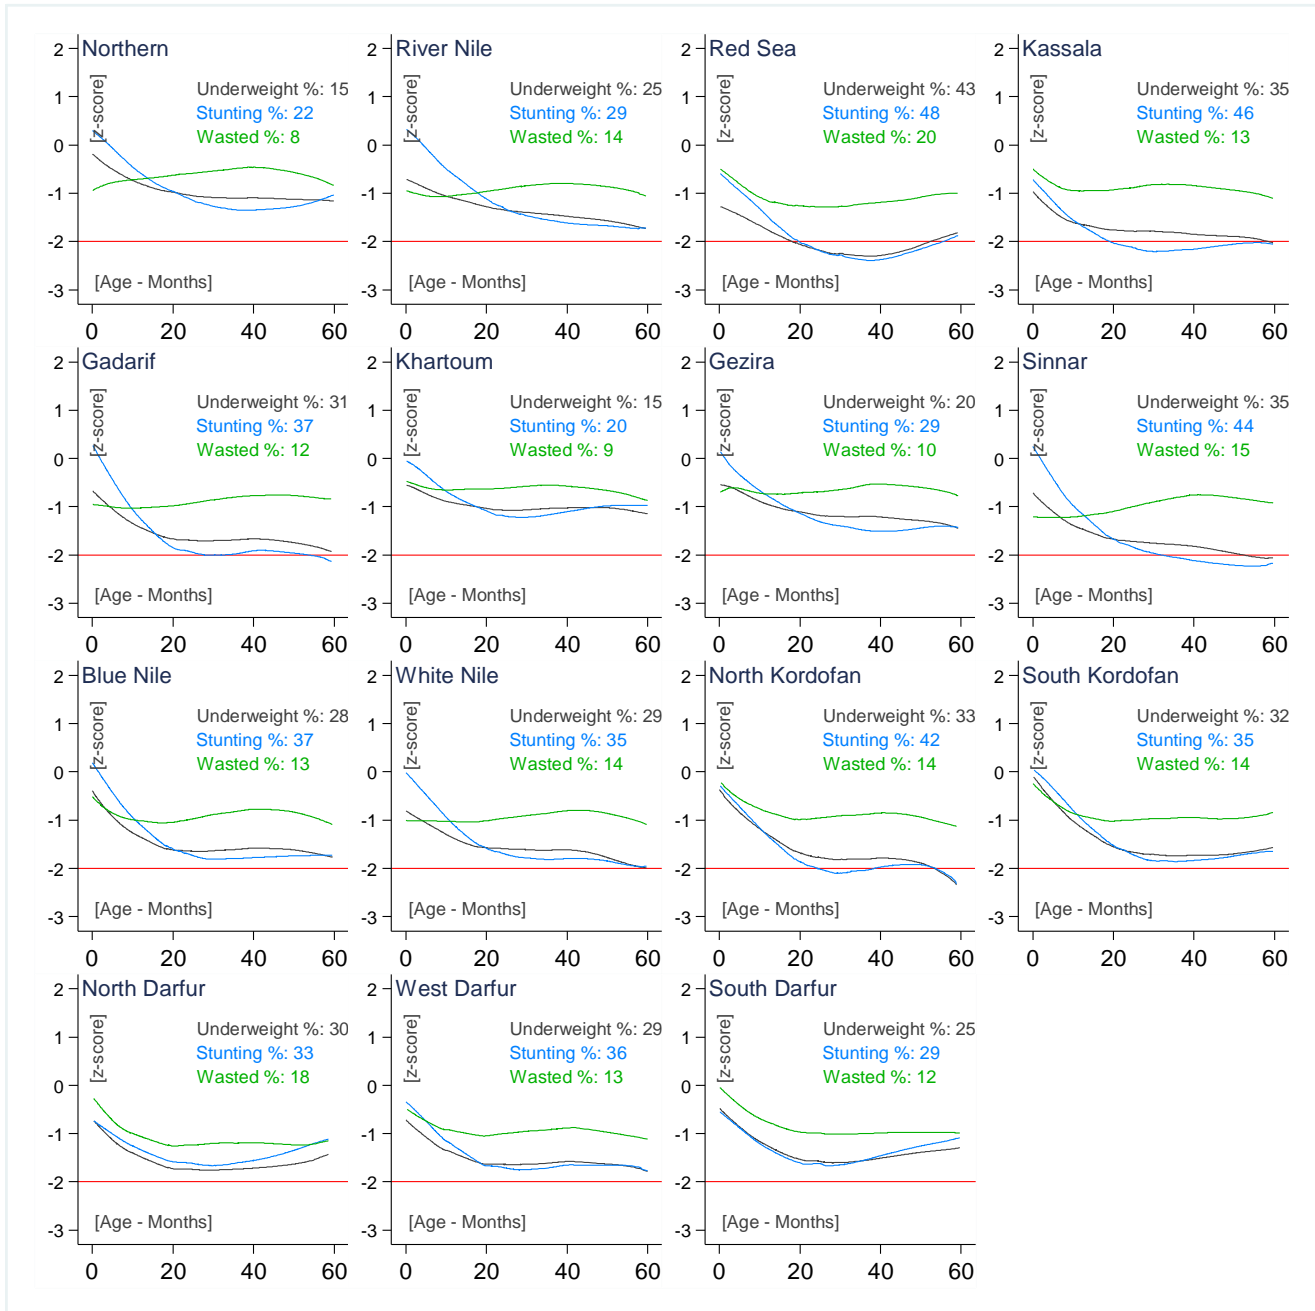 Northern
2
1
0
-1
-2
-3
[z-score]
Underweight %: 15
Stunting %: 22
Wasted %: 8
[Age - Months]
0 20 40 60
River Nile
2
1
0
-1
-2
-3
[z-score]
Underweight %: 25
Stunting %: 29
Wasted %: 14
[Age - Months]
0 20 40 60
Red Sea
2
1
0
-1
-2
-3
[z-score]
Underweight %: 43
Stunting %: 48
Wasted %: 20
[Age - Months]
0 20 40 60
Kassala
2
1
0
-1
-2
-3
[z-score]
Underweight %: 35
Stunting %: 46
Wasted %: 13
[Age - Months]
0 20 40 60
Gadarif
2
1
0
-1
-2
-3
[z-score]
Underweight %: 31
Stunting %: 37
Wasted %: 12
[Age - Months]
0 20 40 60
Khartoum
2
1
0
-1
-2
-3
[z-score]
Underweight %: 15
Stunting %: 20
Wasted %: 9
[Age - Months]
0 20 40 60
Gezira
2
1
0
-1
-2
-3
[z-score]
Underweight %: 20
Stunting %: 29
Wasted %: 10
[Age - Months]
0 20 40 60
Sinnar
2
1
0
-1
-2
-3
[z-score]
Underweight %: 35
Stunting %: 44
Wasted %: 15
[Age - Months]
0 20 40 60
Blue Nile
2
1
0
-1
-2
-3
[z-score]
Underweight %: 28
Stunting %: 37
Wasted %: 13
[Age - Months]
0 20 40 60
White Nile
2
1
0
-1
-2
-3
[z-score]
Underweight %: 29
Stunting %: 35
Wasted %: 14
[Age - Months]
0 20 40 60
North Kordofan
2
1
0
-1
-2
-3
[z-score]
Underweight %: 33
Stunting %: 42
Wasted %: 14
[Age - Months]
0 20 40 60
South Kordofan
2
1
0
-1
-2
-3
[z-score]
Underweight %: 32
Stunting %: 35
Wasted %: 14
[Age - Months]
0 20 40 60
North Darfur
2
1
0
-1
-2
-3
[z-score]
Underweight %: 30
Stunting %: 33
Wasted %: 18
[Age - Months]
0 20 40 60
West Darfur
2
1
0
-1
-2
-3
[z-score]
Underweight %: 29
Stunting %: 36
Wasted %: 13
[Age - Months]
0 20 40 60
South Darfur
2
1
0
-1
-2
-3
[z-score]
Underweight %: 25
Stunting %: 29
Wasted %: 12
[Age - Months]
0 20 40 60